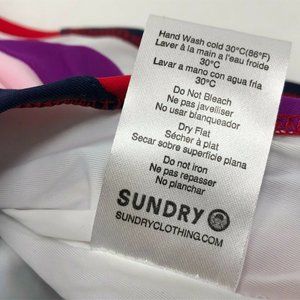 Hand Wash cold 30°C(86°F)
Laver à la main a l'eau froide
30°C
Lavar a mano con agua fria
30°C
Do Not Bleach
Ne pas javelliser
No usar blanqueador
Dry Flat
Sécher à plat
Secar sobre superficie plana
Do not iron
Ne pas repasser
No planchar
SUNDRY
SUNDRYCLOTHING.COM